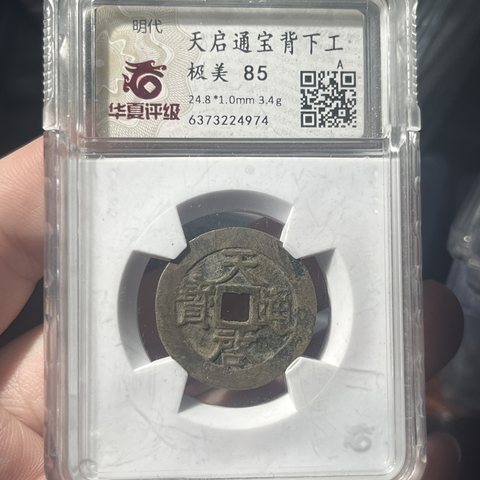 明代
天启通宝背下工
极美 85
A
24.8*1.0mm 3.4g
华夏评级
6373224974
天
寶 通
启